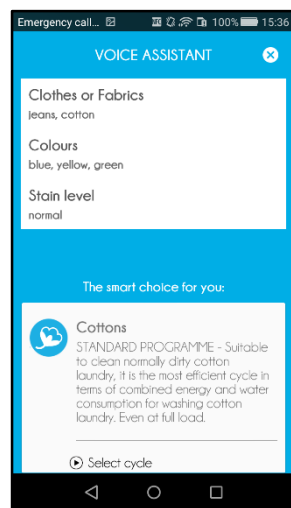 Emergency call... 100% 15:36
VOICE ASSISTANT
Clothes or Fabrics
jeans, cotton
Colours
blue, yellow, green
Stain level
normal
The smart choice for you:
Cottons
STANDARD PROGRAMME - Suitable
to clean normally dirty cotton
laundry, it is the most efficient cycle in
terms of combined energy and water
consumption for washing cotton
laundry. Even at full load.
Select cycle